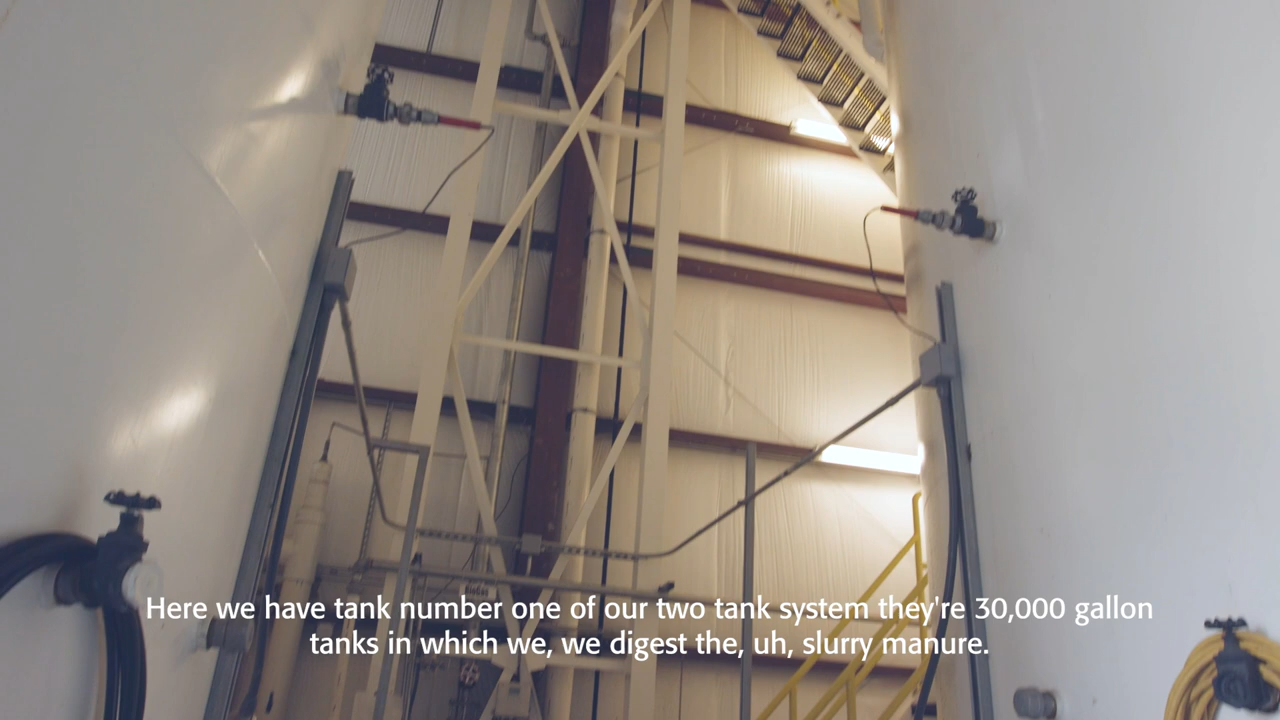 Here we have tank number one of our two tank system they're 30,000 gallon
tanks in which we, we digest the, uh, slurry manure.